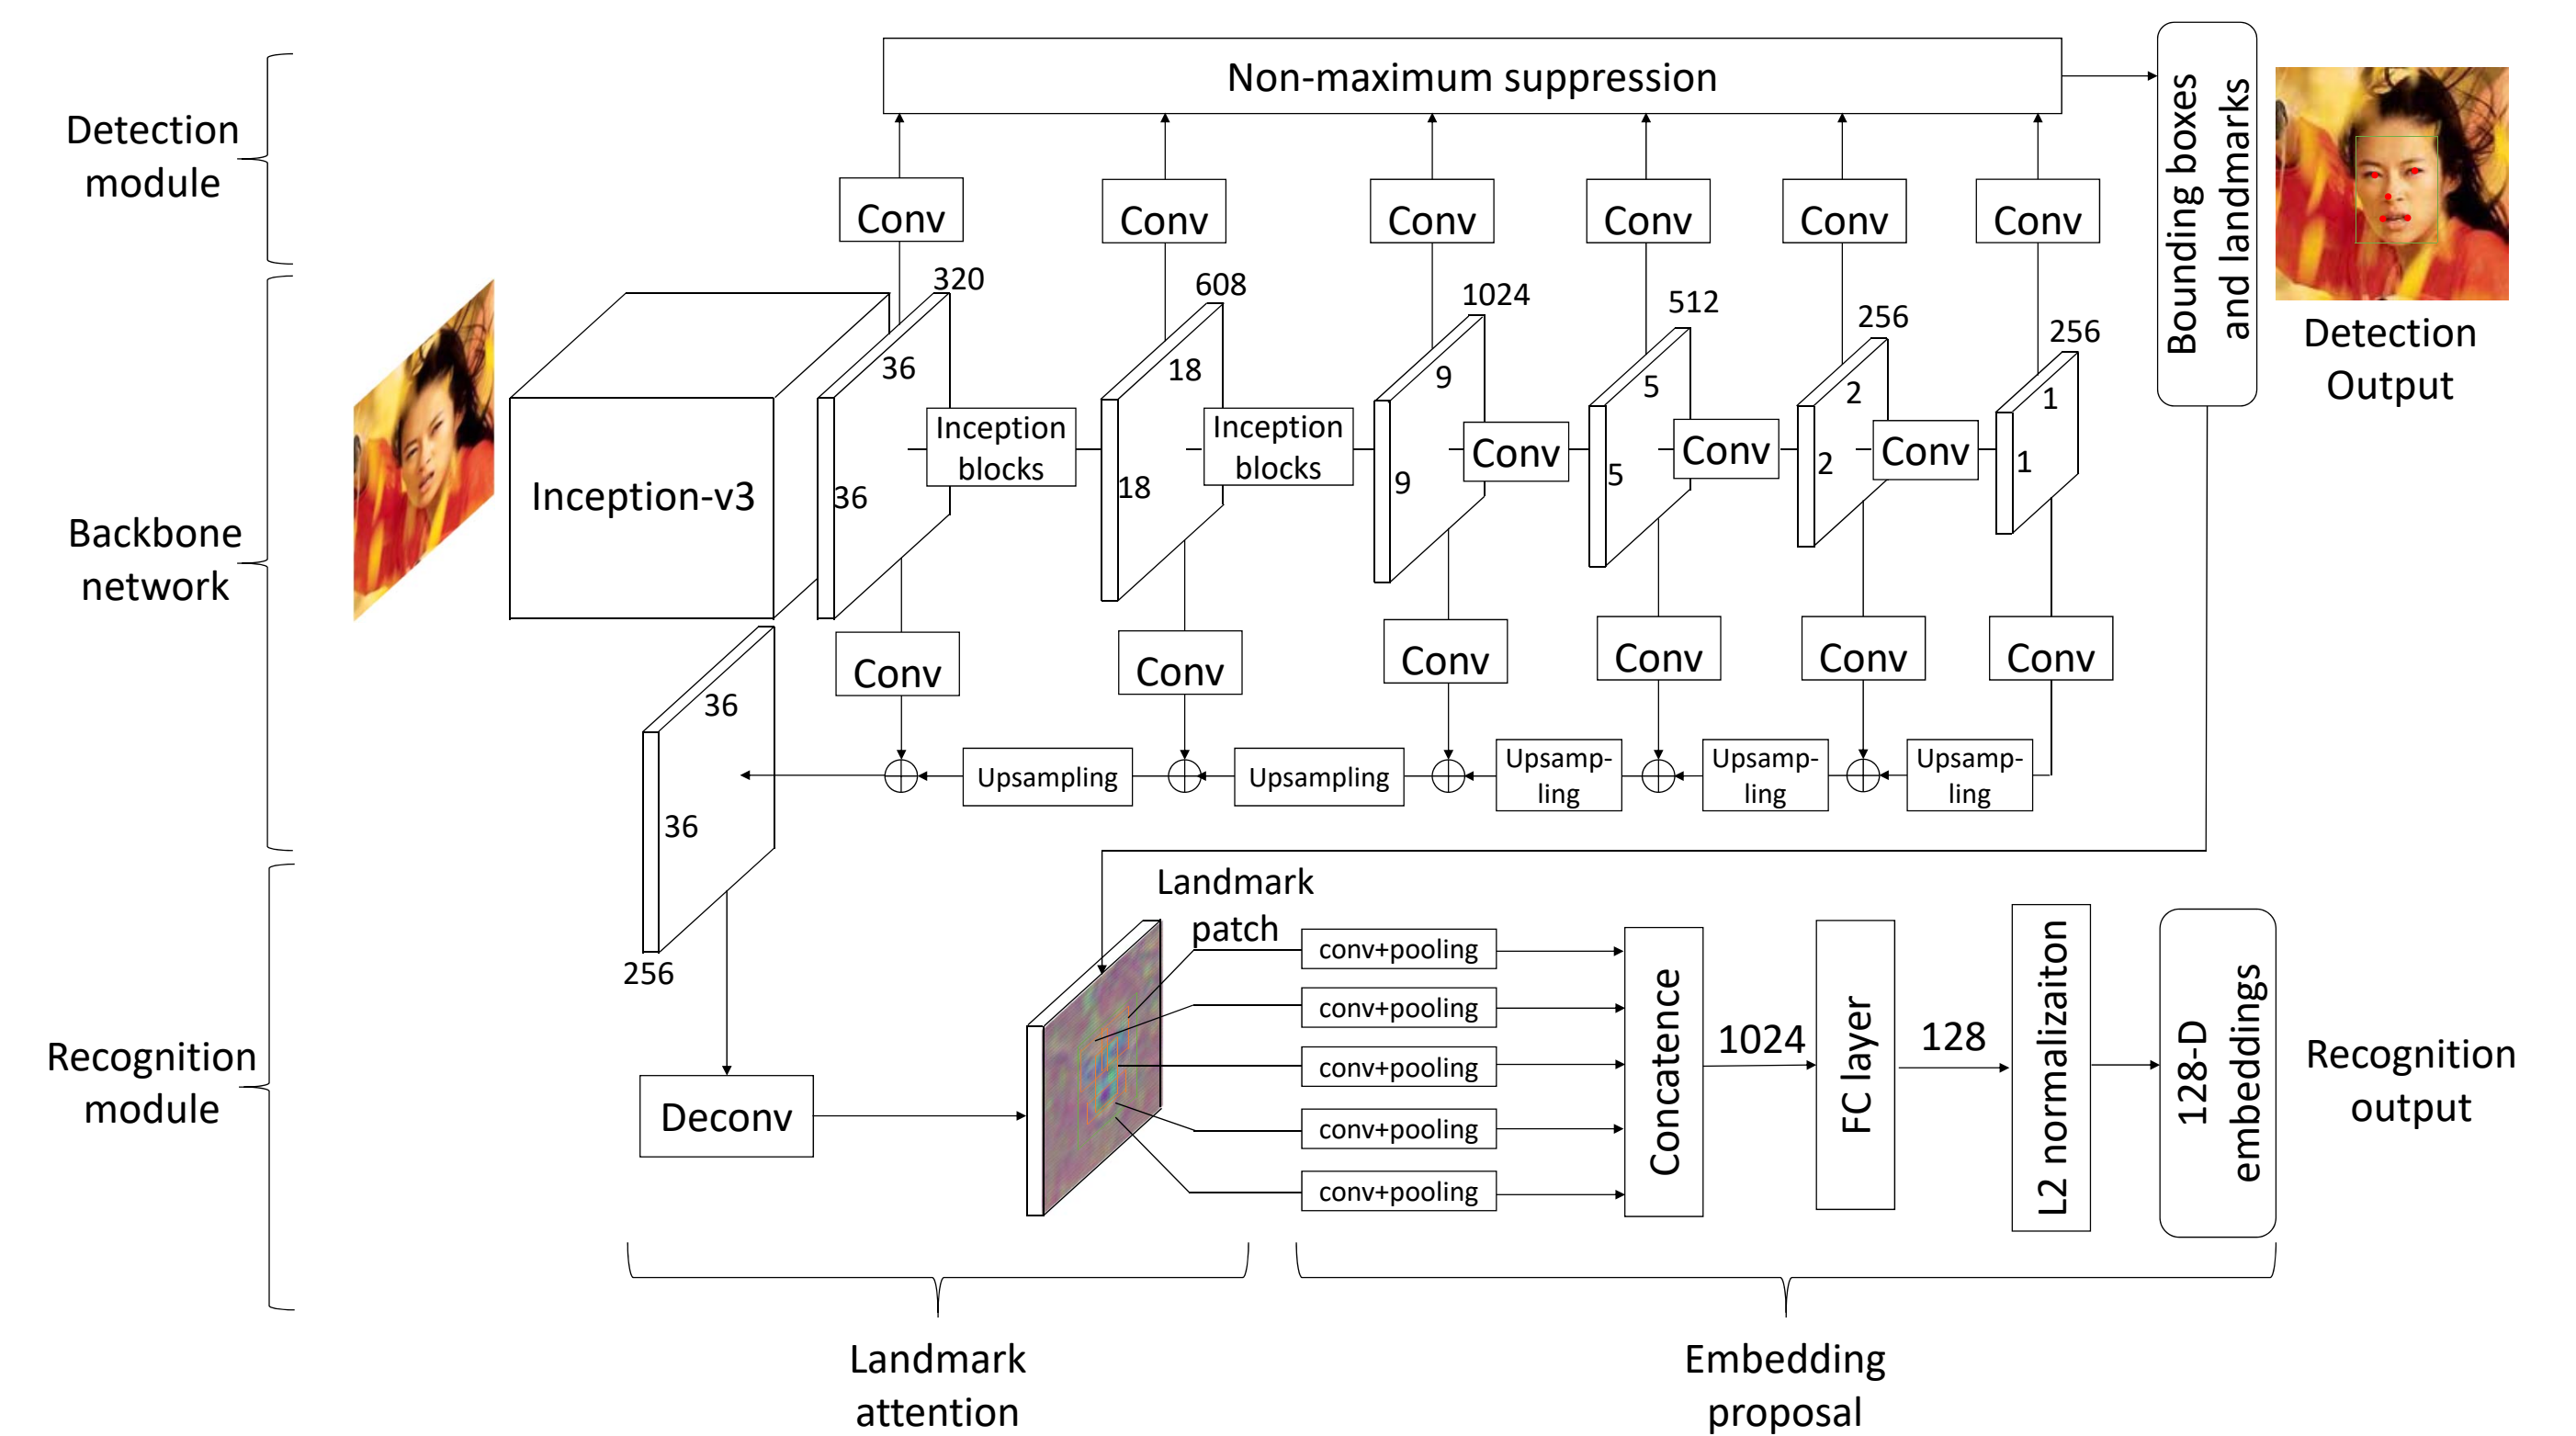 Non-maximum suppression
Detection
module
Conv
Conv
Conv
Conv
Conv
Conv
Bounding boxes
and landmarks
Detection
Output
Backbone
network
Inception-v3
320
36
36
Inception
blocks
608
18
18
Inception
blocks
1024
9
9
Conv
512
5
5
Conv
256
2
2
Conv
256
1
1
Conv
Conv
Conv
Conv
Conv
Conv
36
36
256
Upsampling
Upsampling
Upsamp-
ling
Upsamp-
ling
Upsamp-
ling
Recognition
module
Deconv
Landmark
patch
conv+pooling
conv+pooling
conv+pooling
conv+pooling
conv+pooling
Concatence
1024
FC layer
128
L2 normalizaiton
128-D
embeddings
Recognition
output
Landmark
attention
Embedding
proposal